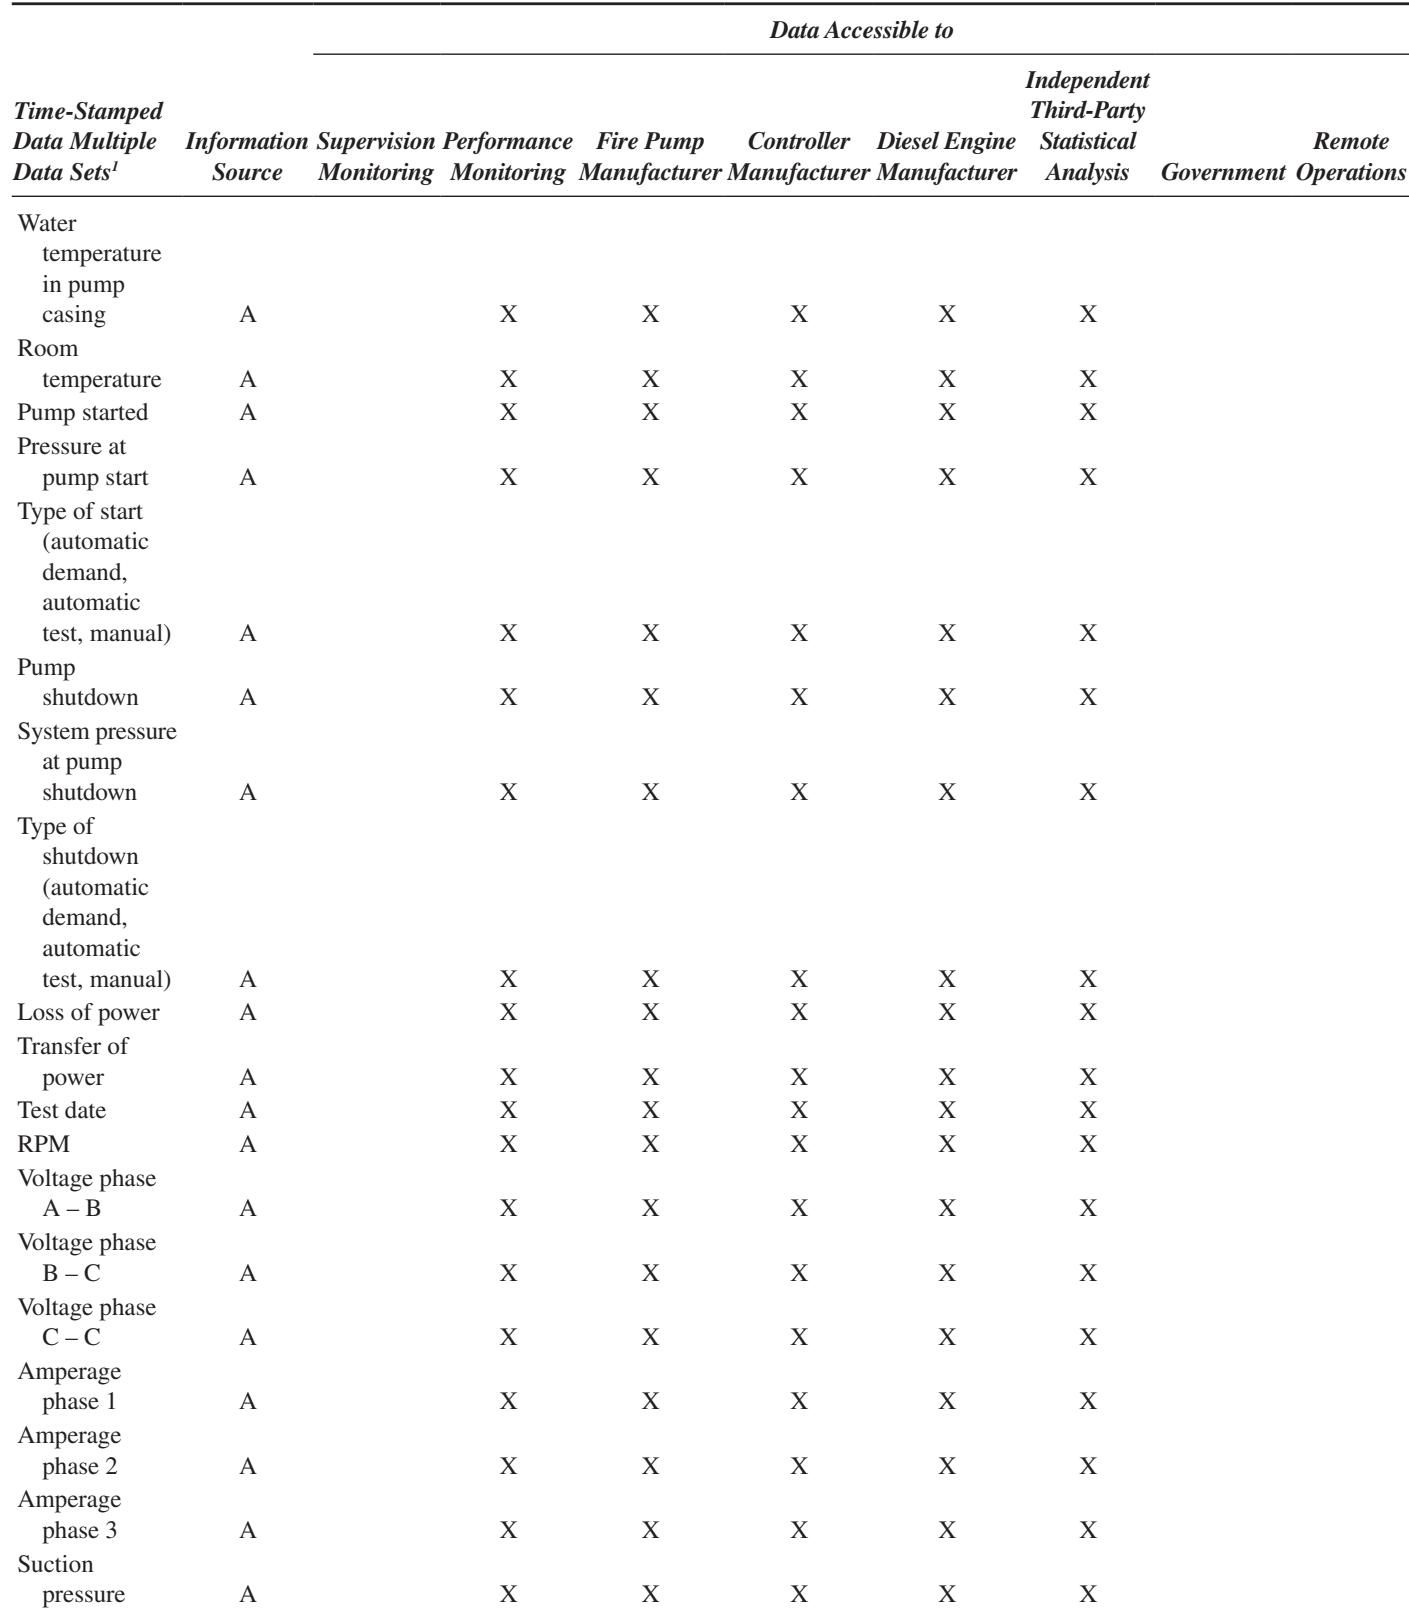 Data Accessible to
Independent
Time-Stamped Third-Party
Data Multiple Information Supervision Performance Fire Pump Controller Diesel Engine Statistical Remote
Data Sets1 Source Monitoring Monitoring Manufacturer Manufacturer Manufacturer Analysis Government Operations
Water
temperature
in pump
casing A X X X X X
Room
temperature A X X X X X
Pump started A X X X X X
Pressure at
pump start A X X X X X
Type of start
(automatic
demand,
automatic
test, manual) A X X X X X
Pump
shutdown A X X X X X
System pressure
at pump
shutdown A X X X X X
Type of
shutdown
(automatic
demand,
automatic
test, manual) A X X X X X
Loss of power A X X X X X
Transfer of
power A X X X X X
Test date A X X X X X
RPM A X X X X X
Voltage phase
A – B A X X X X X
Voltage phase
B – C A X X X X X
Voltage phase
C – C A X X X X X
Amperage
phase 1 A X X X X X
Amperage
phase 2 A X X X X X
Amperage
phase 3 A X X X X X
Suction
pressure A X X X X X